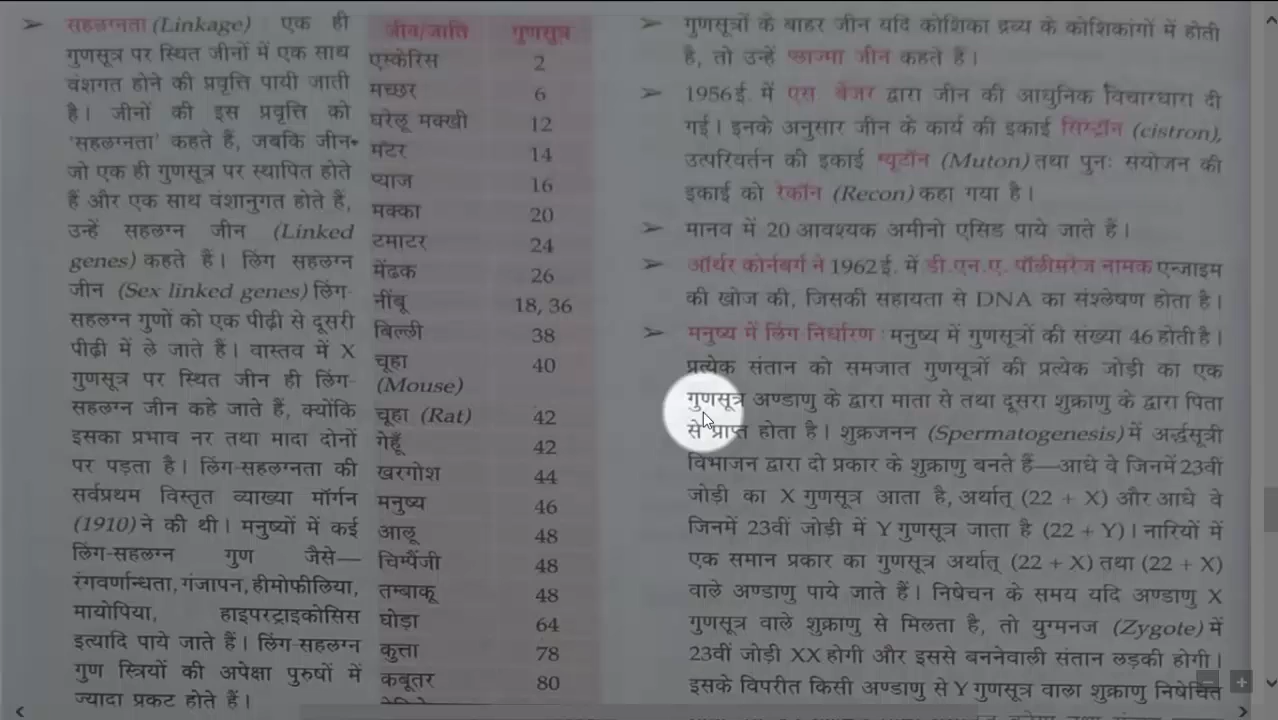 ➢ सहलग्नता (Linkage) : एक ही
गुणसूत्र पर स्थित जीनों में एक साथ
वंशगत होने की प्रवृत्ति पायी जाती
है। जीनों की इस प्रवृत्ति को
'सहलग्नता' कहते हैं, जबकि जीन
जो एक ही गुणसूत्र पर स्थापित होते
हैं और एक साथ वंशानुगत होते हैं,
उन्हें सहलग्न जीन (Linked
genes) कहते हैं। लिंग सहलग्न
जीन (Sex linked genes) लिंग-
सहलग्न गुणों को एक पीढ़ी से दूसरी
पीढ़ी में ले जाते हैं। वास्तव में X
गुणसूत्र पर स्थित जीन ही लिंग-
सहलग्न जीन कहे जाते हैं, क्योंकि
इसका प्रभाव नर तथा मादा दोनों
पर पड़ता है। लिंग-सहलग्नता की
सर्वप्रथम विस्तृत व्याख्या मॉर्गन
(1910) ने की थी। मनुष्यों में कई
लिंग-सहलग्न गुण जैसे—
रंगवर्णान्धता, गंजापन, हीमोफीलिया,
मायोपिया, हाइपरट्राइकोसिस
इत्यादि पाये जाते हैं। लिंग-सहलग्न
गुण स्त्रियों की अपेक्षा पुरुषों में
ज्यादा प्रकट होते हैं।
जीव/जाति गुणसूत्र
एस्केरिस 2
मच्छर 6
घरेलू मक्खी 12
मटर 14
प्याज 16
मक्का 20
टमाटर 24
मेंढक 26
नींबू 18, 36
बिल्ली 38
चूहा 40
(Mouse)
चूहा (Rat) 42
गेहूँ 42
खरगोश 44
मनुष्य 46
आलू 48
चिम्पैंजी 48
तम्बाकू 48
घोड़ा 64
कुत्ता 78
कबूतर 80
➢ गुणसूत्रों के बाहर जीन यदि कोशिका द्रव्य के कोशिकांगों में होती
है, तो उन्हें प्लाज्मा जीन कहते हैं।
➢ 1956 ई. में एस. बेंजर द्वारा जीन की आधुनिक विचारधारा दी
गई। इनके अनुसार जीन के कार्य की इकाई सिस्ट्रॉन (cistron),
उत्परिवर्तन की इकाई म्यूटॉन (Muton) तथा पुनः संयोजन की
इकाई को रेकॉन (Recon) कहा गया है।
➢ मानव में 20 आवश्यक अमीनो एसिड पाये जाते हैं।
➢ ऑर्थर कोर्नबर्ग ने 1962 ई. में डी.एन.ए. पॉलीमरेज नामक एन्जाइम
की खोज की, जिसकी सहायता से DNA का संश्लेषण होता है।
➢ मनुष्य में लिंग निर्धारण : मनुष्य में गुणसूत्रों की संख्या 46 होती है।
प्रत्येक संतान को समजात गुणसूत्रों की प्रत्येक जोड़ी का एक
गुणसूत्र अण्डाणु के द्वारा माता से तथा दूसरा शुक्राणु के द्वारा पिता
से प्राप्त होता है। शुक्रजनन (Spermatogenesis) में अर्द्धसूत्री
विभाजन द्वारा दो प्रकार के शुक्राणु बनते हैं—आधे वे जिनमें 23वीं
जोड़ी का X गुणसूत्र आता है, अर्थात् (22 + X) और आधे वे
जिनमें 23वीं जोड़ी में Y गुणसूत्र जाता है (22 + Y)। नारियों में
एक समान प्रकार का गुणसूत्र अर्थात् (22 + X) तथा (22 + X)
वाले अण्डाणु पाये जाते हैं। निषेचन के समय यदि अण्डाणु X
गुणसूत्र वाले शुक्राणु से मिलता है, तो युग्मनज (Zygote) में
23वीं जोड़ी XX होगी और इससे बननेवाली संतान लड़की होगी।
इसके विपरीत किसी अण्डाणु से Y गुणसूत्र वाला शुक्राणु निषेचित